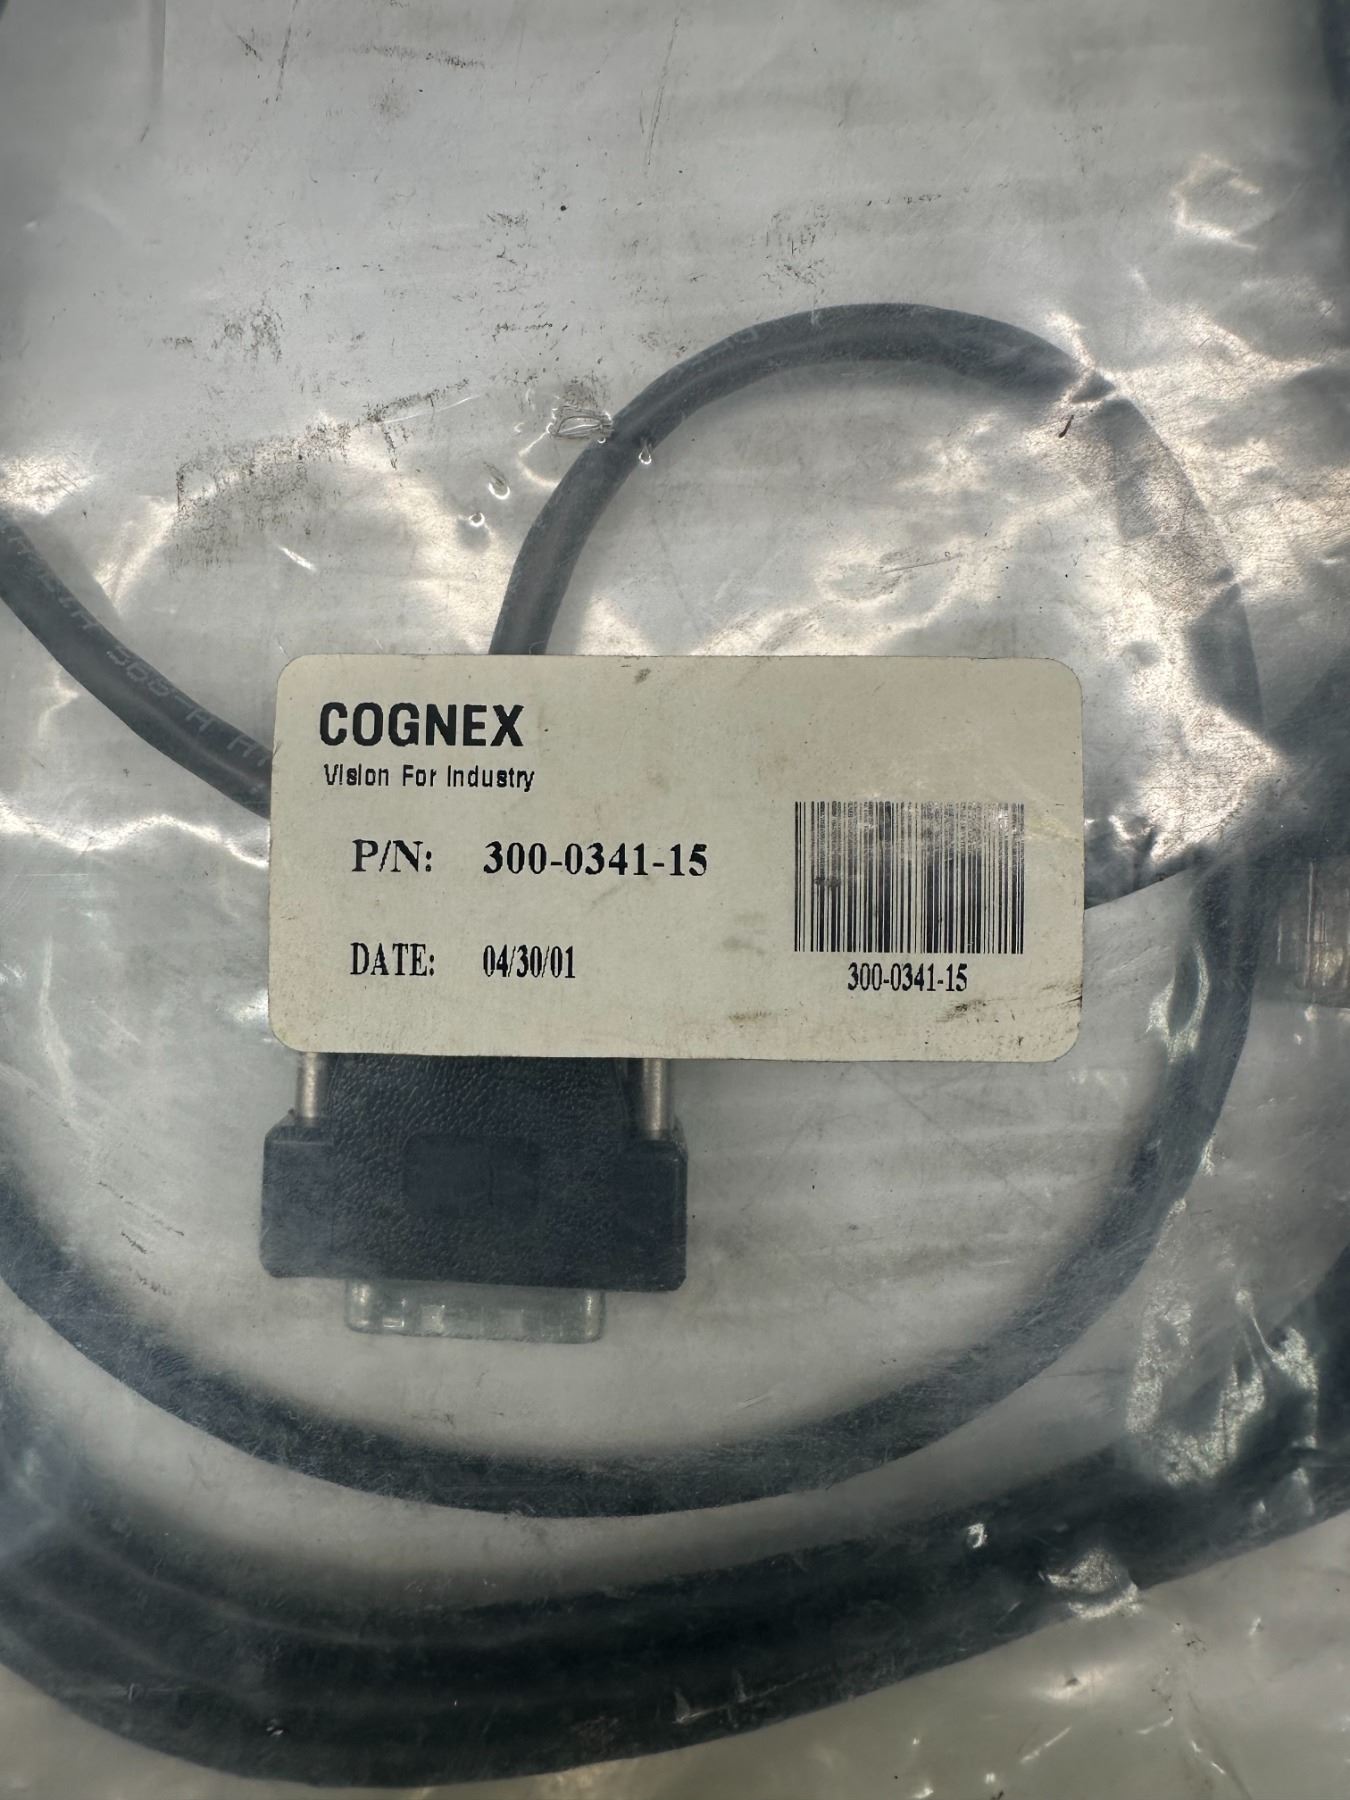 COGNEX
Vision For Industry
P/N: 300-0341-15
DATE: 04/30/01
300-0341-15